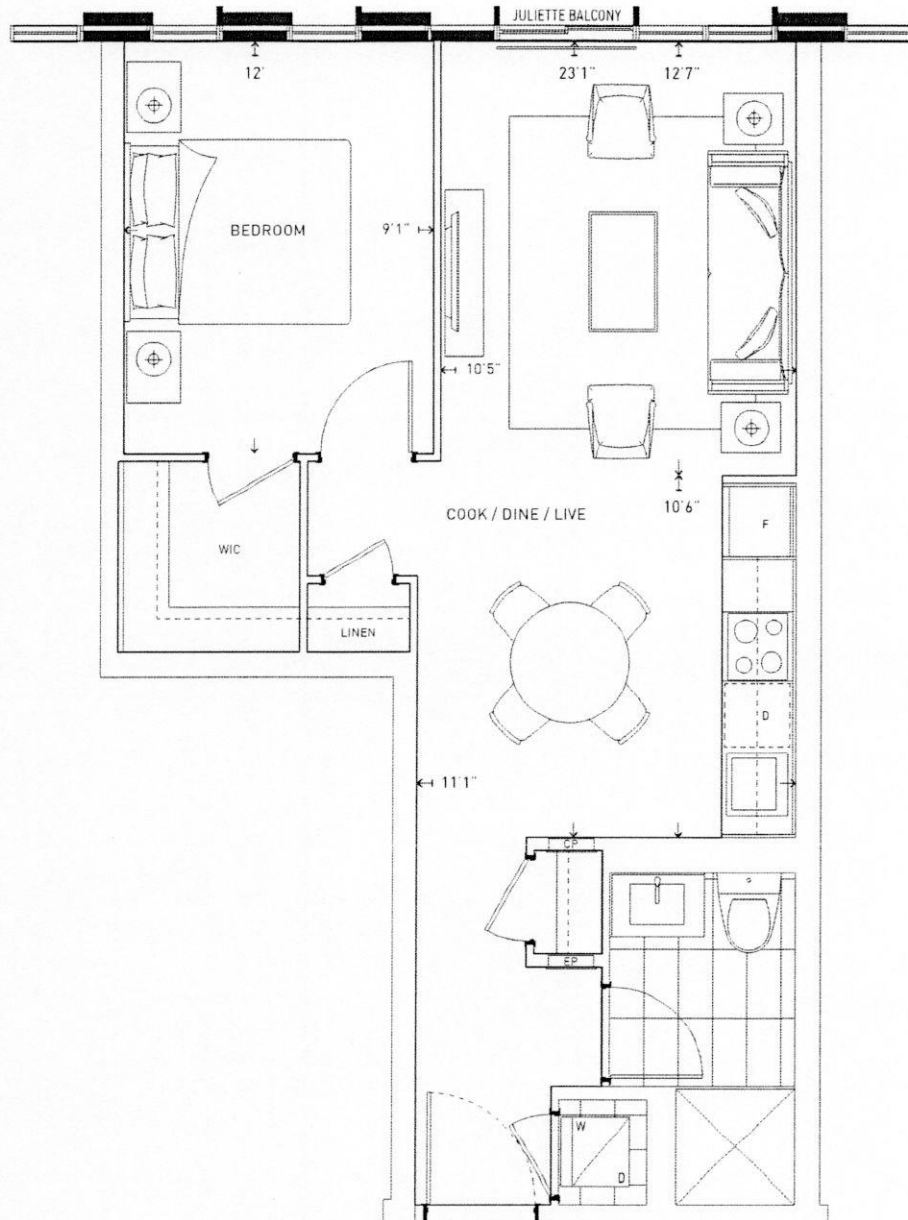 JULIETTE BALCONY
12'
23'1"
12'7"
BEDROOM
9'1"
10'5"
COOK / DINE / LIVE
10'6"
F
WIC
LINEN
D
11'1"
CP
EP
W
D